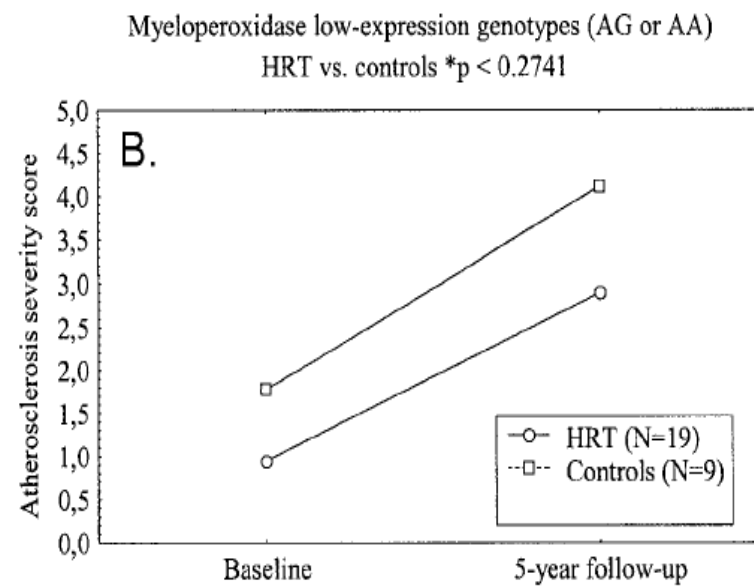 Myeloperoxidase low-expression genotypes (AG or AA)
HRT vs. controls *p < 0.2741
B.
Atherosclerosis severity score
5,0
4,5
4,0
3,5
3,0
2,5
2,0
1,5
1,0
0,5
0,0
HRT (N=19)
Controls (N=9)
Baseline
5-year follow-up